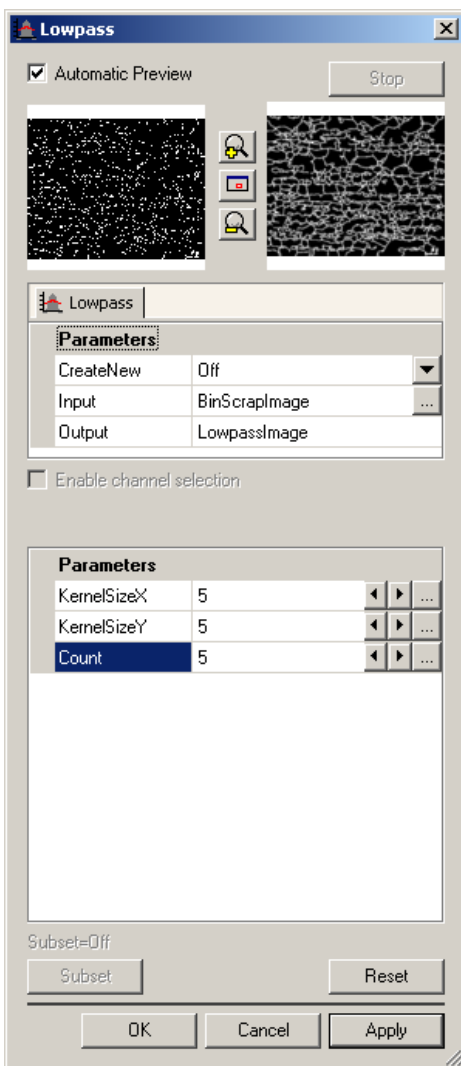 Lowpass
Automatic Preview
Stop
Lowpass
Parameters
CreateNew Off
Input BinScrapImage ...
Output LowpassImage
Enable channel selection
Parameters
KernelSizeX 5 ...
KernelSizeY 5 ...
Count 5 ...
Subset=Off
Subset Reset
OK Cancel Apply